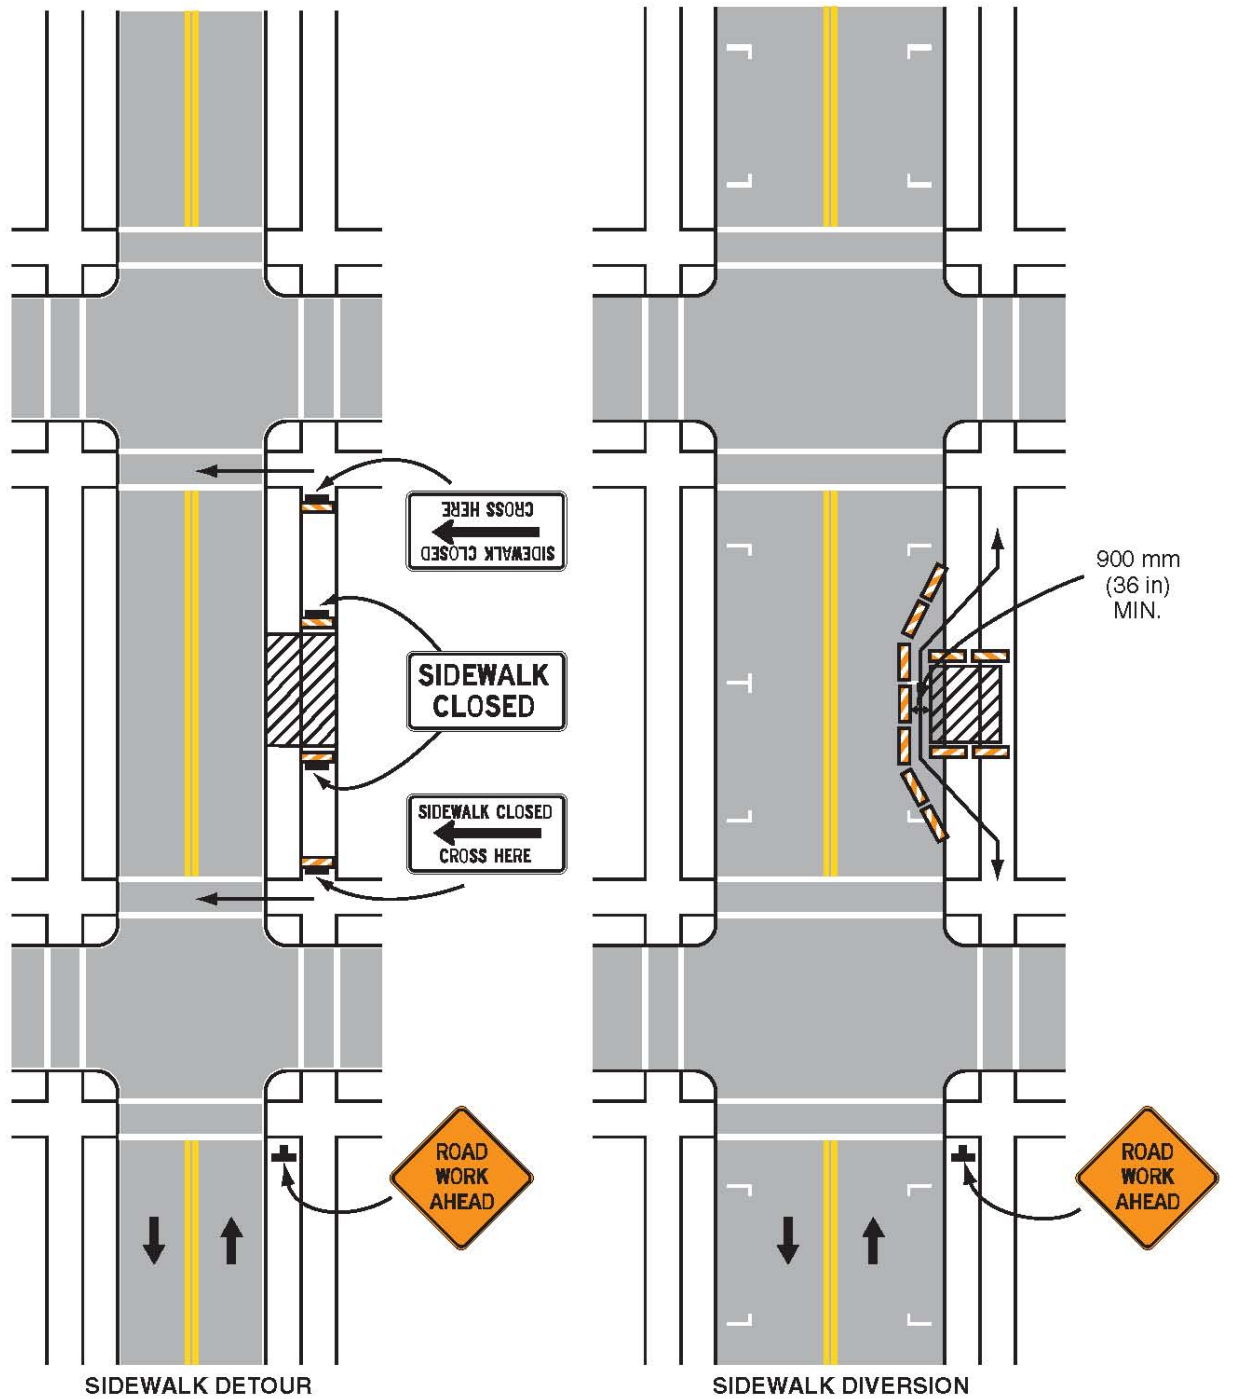 CROSS HERE
SIDEWALK CLOSED
SIDEWALK
CLOSED
SIDEWALK CLOSED
CROSS HERE
ROAD
WORK
AHEAD
SIDEWALK DETOUR
900 mm
(36 in)
MIN.
ROAD
WORK
AHEAD
SIDEWALK DIVERSION